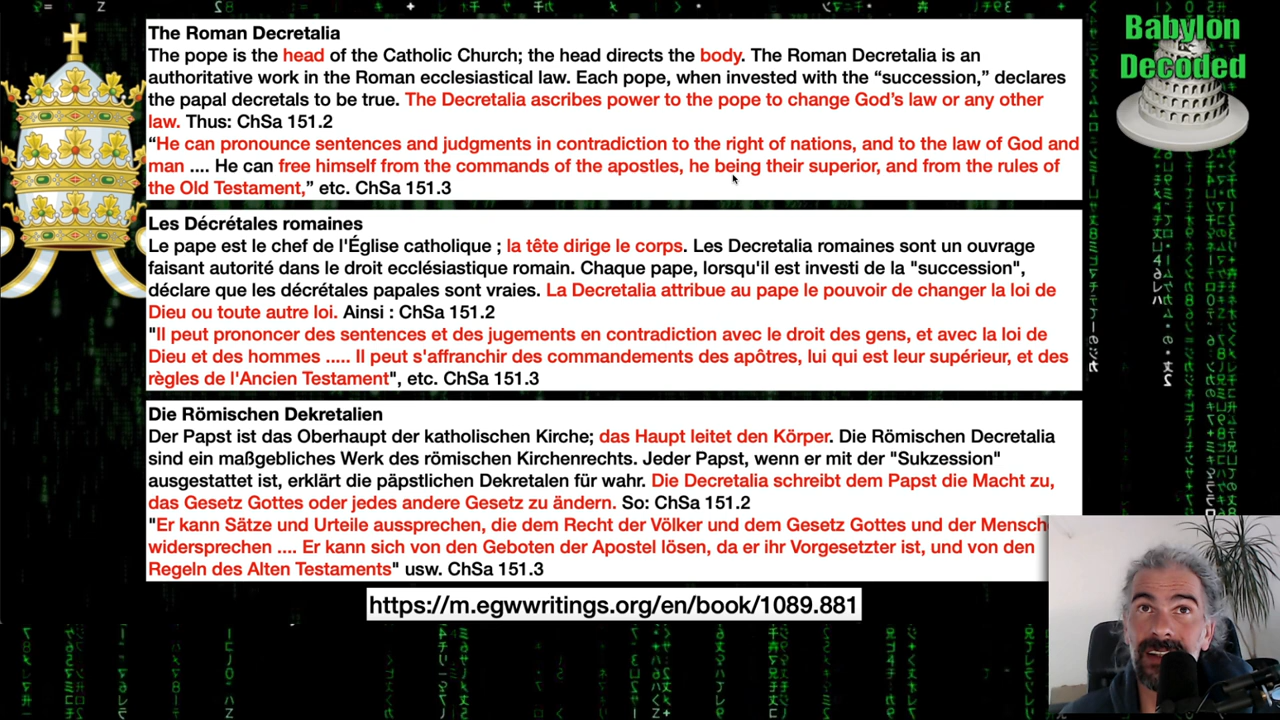 The Roman Decretalia
The pope is the head of the Catholic Church; the head directs the body. The Roman Decretalia is an
authoritative work in the Roman ecclesiastical law. Each pope, when invested with the “succession,” declares
the papal decretals to be true. The Decretalia ascribes power to the pope to change God’s law or any other
law. Thus: ChSa 151.2
“He can pronounce sentences and judgments in contradiction to the right of nations, and to the law of God and
man .... He can free himself from the commands of the apostles, he being their superior, and from the rules of
the Old Testament,” etc. ChSa 151.3
Les Décrétales romaines
Le pape est le chef de l'Église catholique ; la tête dirige le corps. Les Decretalia romaines sont un ouvrage
faisant autorité dans le droit ecclésiastique romain. Chaque pape, lorsqu'il est investi de la "succession",
déclare que les décrétales papales sont vraies. La Decretalia attribue au pape le pouvoir de changer la loi de
Dieu ou toute autre loi. Ainsi : ChSa 151.2
"Il peut prononcer des sentences et des jugements en contradiction avec le droit des gens, et avec la loi de
Dieu et des hommes ..... Il peut s'affranchir des commandements des apôtres, lui qui est leur supérieur, et des
règles de l'Ancien Testament", etc. ChSa 151.3
Die Römischen Dekretalien
Der Papst ist das Oberhaupt der katholischen Kirche; das Haupt leitet den Körper. Die Römischen Decretalia
sind ein maßgebliches Werk des römischen Kirchenrechts. Jeder Papst, wenn er mit der "Sukzession"
ausgestattet ist, erklärt die päpstlichen Dekretalen für wahr. Die Decretalia schreibt dem Papst die Macht zu,
das Gesetz Gottes oder jedes andere Gesetz zu ändern. So: ChSa 151.2
"Er kann Sätze und Urteile aussprechen, die dem Recht der Völker und dem Gesetz Gottes und der Mensch
widersprechen .... Er kann sich von den Geboten der Apostel lösen, da er ihr Vorgesetzter ist, und von den
Regeln des Alten Testaments" usw. ChSa 151.3
https://m.egwwritings.org/en/book/1089.881
Babylon
Decoded